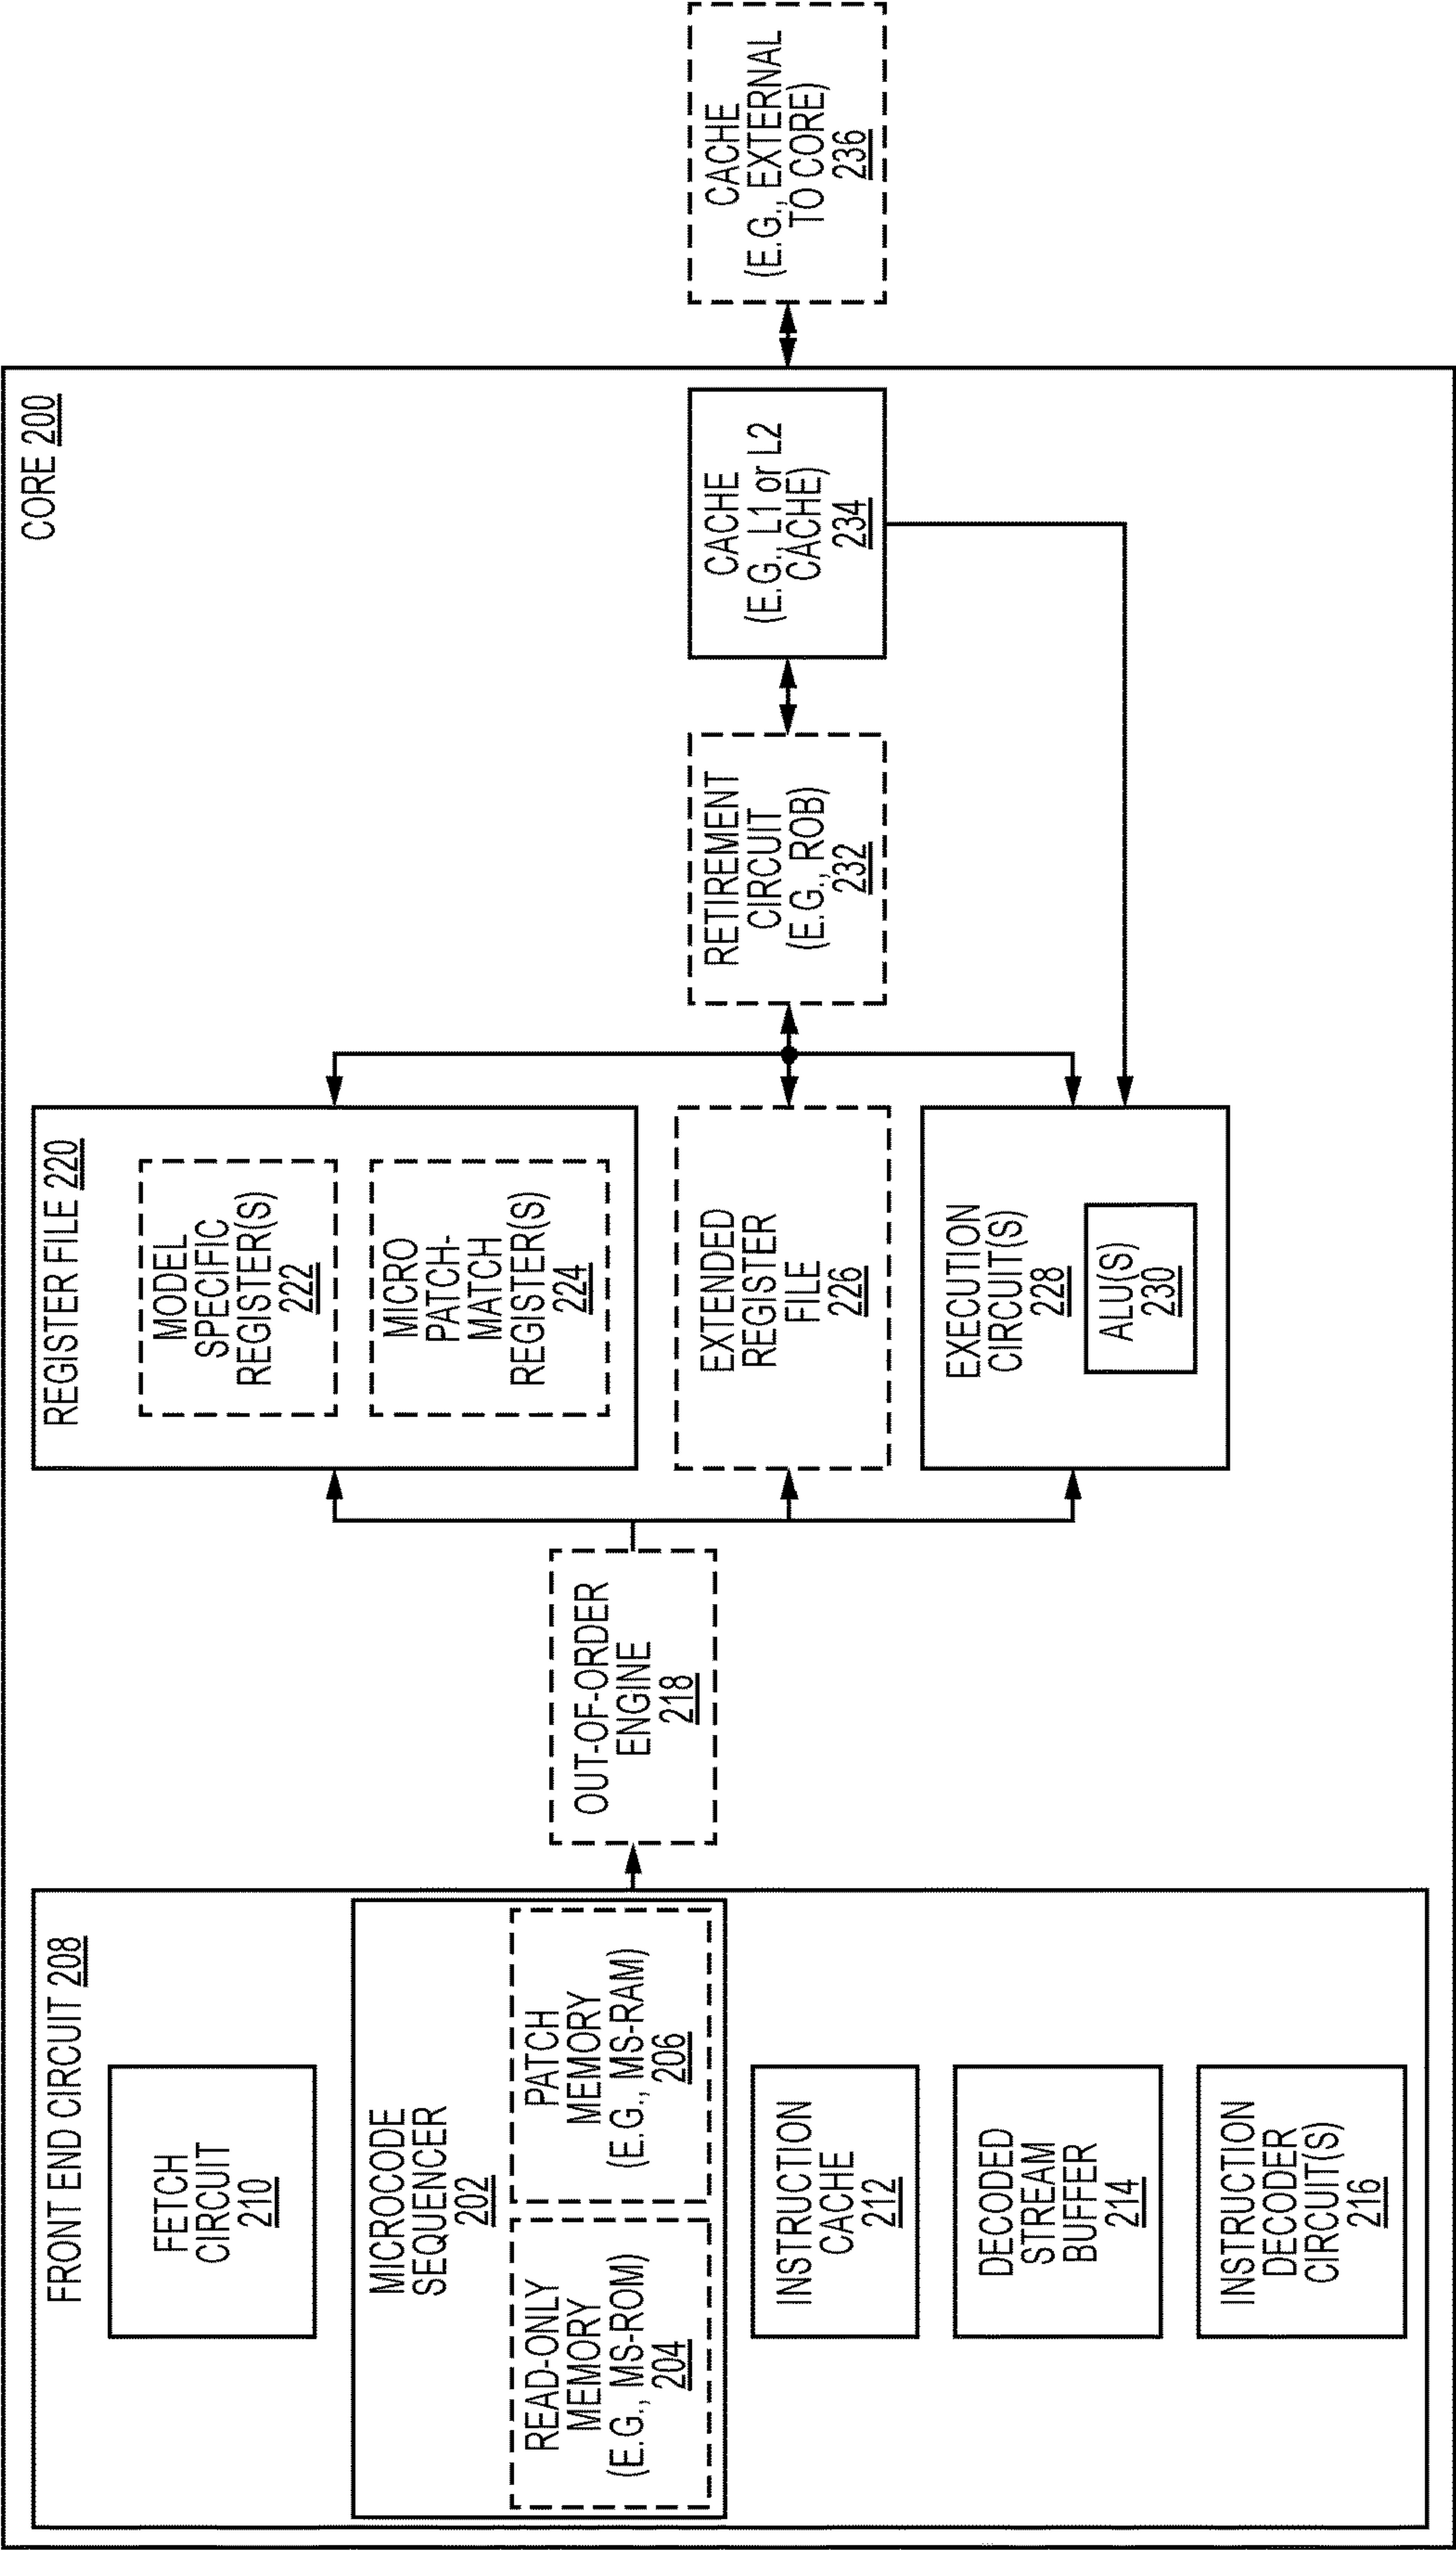 CORE 200
FRONT END CIRCUIT 208
FETCH
CIRCUIT
210
MICROCODE
SEQUENCER
202
READ-ONLY
MEMORY
(E.G., MS-ROM)
204
PATCH
MEMORY
(E.G., MS-RAM)
206
INSTRUCTION
CACHE
212
DECODED
STREAM
BUFFER
214
INSTRUCTION
DECODER
CIRCUIT(S)
216
OUT-OF-ORDER
ENGINE
218
REGISTER FILE 220
MODEL
SPECIFIC
REGISTER(S)
222
MICRO
PATCH-
MATCH
REGISTER(S)
224
EXTENDED
REGISTER
FILE
226
EXECUTION
CIRCUIT(S)
228
ALU(S)
230
RETIREMENT
CIRCUIT
(E.G., ROB)
232
CACHE
(E.G., L1 or L2
CACHE)
234
CACHE
(E.G., EXTERNAL
TO CORE)
236